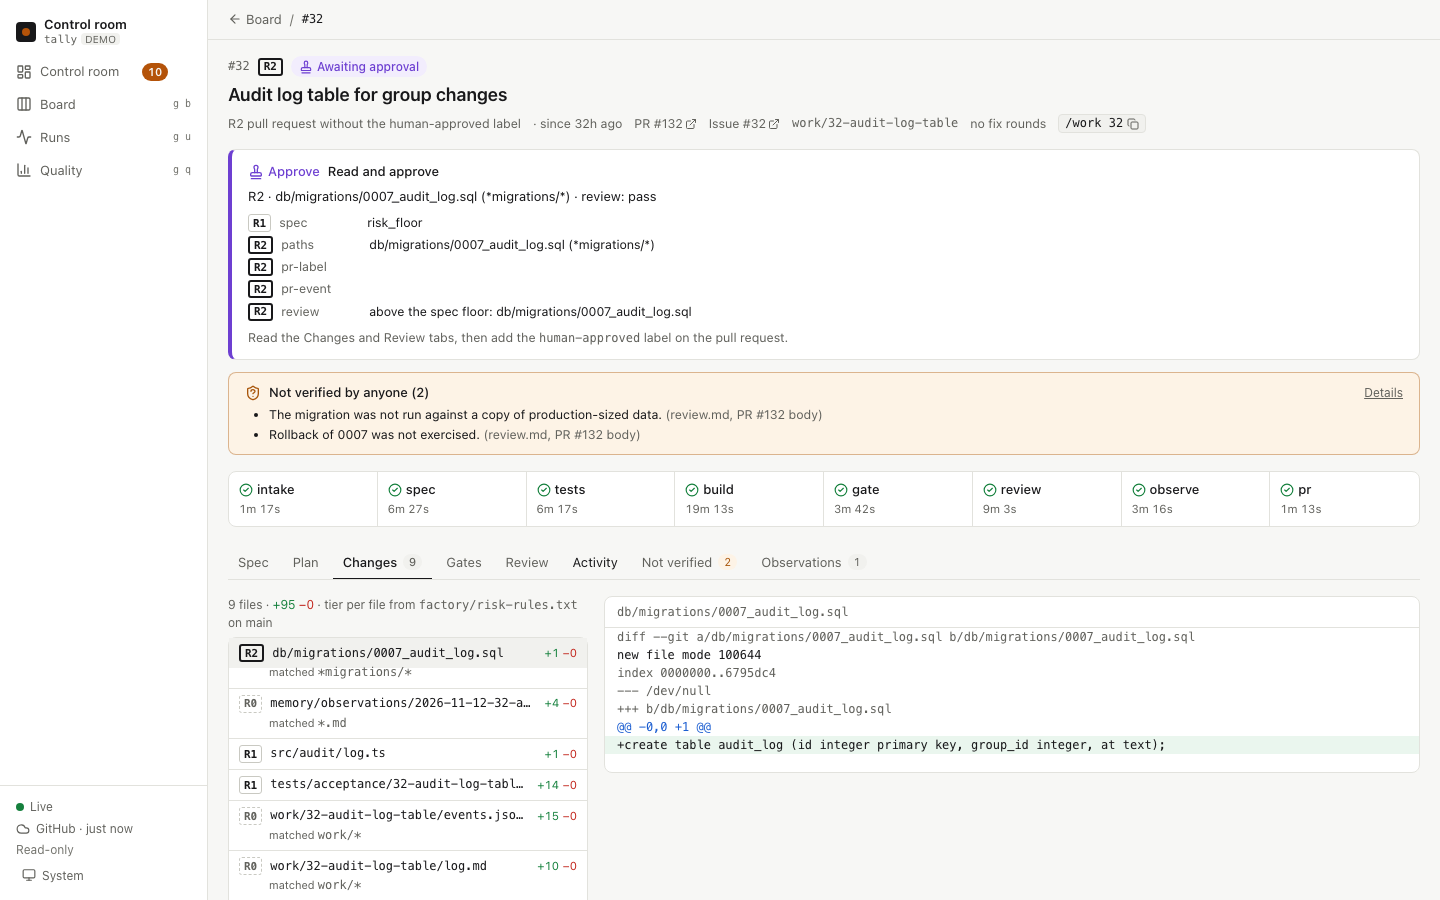 Control room
tally DEMO
Control room 10
Board g b
Runs g u
Quality g q
Live
GitHub · just now
Read-only
System
Board / #32
#32 R2 Awaiting approval
Audit log table for group changes
R2 pull request without the human-approved label · since 32h ago PR #132 Issue #32 work/32-audit-log-table no fix rounds /work 32
Approve Read and approve
R2 · db/migrations/0007_audit_log.sql (*migrations/*) · review: pass
R1 spec risk_floor
R2 paths db/migrations/0007_audit_log.sql (*migrations/*)
R2 pr-label
R2 pr-event
R2 review above the spec floor: db/migrations/0007_audit_log.sql
Read the Changes and Review tabs, then add the human-approved label on the pull request.
Not verified by anyone (2) Details
• The migration was not run against a copy of production-sized data. (review.md, PR #132 body)
• Rollback of 0007 was not exercised. (review.md, PR #132 body)
intake spec tests build gate review observe pr
1m 17s 6m 27s 6m 17s 19m 13s 3m 42s 9m 3s 3m 16s 1m 13s
Spec Plan Changes 9 Gates Review Activity Not verified 2 Observations 1
9 files · +95 −0 · tier per file from factory/risk-rules.txt
on main
R2 db/migrations/0007_audit_log.sql +1 −0
matched *migrations/*
R0 memory/observations/2026-11-12-32-a… +4 −0
matched *.md
R1 src/audit/log.ts +1 −0
R1 tests/acceptance/32-audit-log-tabl… +14 −0
R0 work/32-audit-log-table/events.jso… +15 −0
matched work/*
R0 work/32-audit-log-table/log.md +10 −0
matched work/*
db/migrations/0007_audit_log.sql
diff --git a/db/migrations/0007_audit_log.sql b/db/migrations/0007_audit_log.sql
new file mode 100644
index 0000000..6795dc4
--- /dev/null
+++ b/db/migrations/0007_audit_log.sql
@@ -0,0 +1 @@
+create table audit_log (id integer primary key, group_id integer, at text);